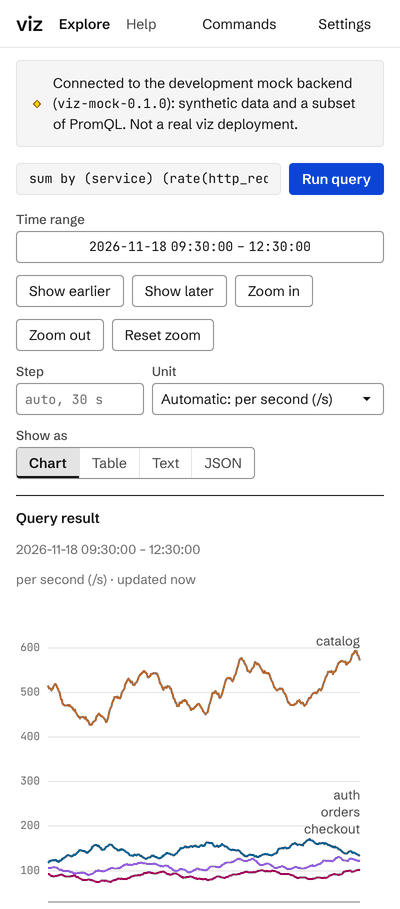 viz Explore Help Commands Settings
Connected to the development mock backend
(viz-mock-0.1.0): synthetic data and a subset
of PromQL. Not a real viz deployment.
sum by (service) (rate(http_rec
Run query
Time range
2026-11-18 09:30:00 – 12:30:00
Show earlier Show later Zoom in
Zoom out Reset zoom
Step Unit
auto, 30 s Automatic: per second (/s)
Show as
Chart Table Text JSON
Query result
2026-11-18 09:30:00 – 12:30:00
per second (/s) · updated now
catalog
600
500
400
300
auth
orders
200
checkout
100